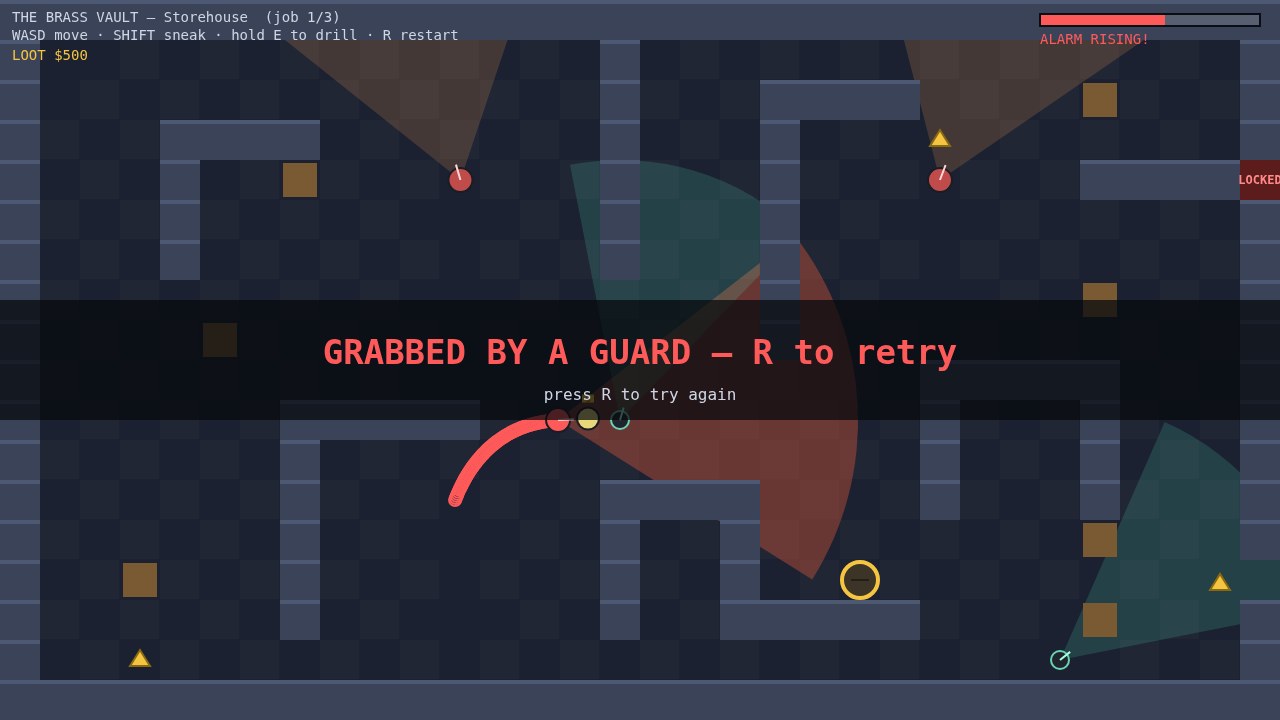 THE BRASS VAULT — Storehouse  (job 1/3)
WASD move · SHIFT sneak · hold E to drill · R restart
LOOT $500
ALARM RISING!
LOCKED
GRABBED BY A GUARD — R to retry
press R to try again